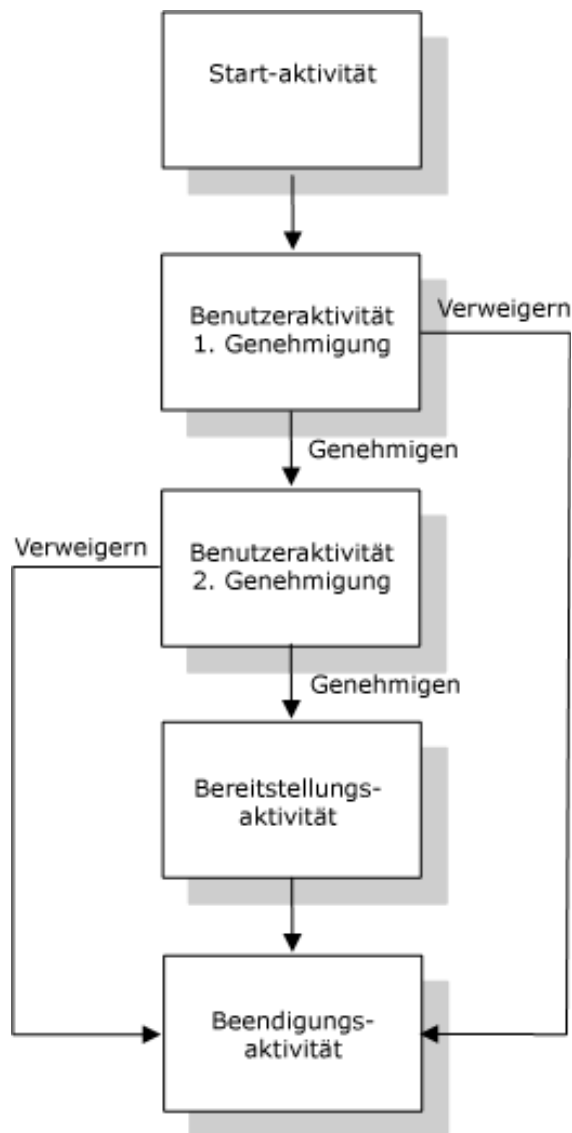 Start-aktivität
Benutzeraktivität
1. Genehmigung
Verweigern
Genehmigen
Verweigern
Benutzeraktivität
2. Genehmigung
Genehmigen
Bereitstellungs-
aktivität
Beendigungs-
aktivität